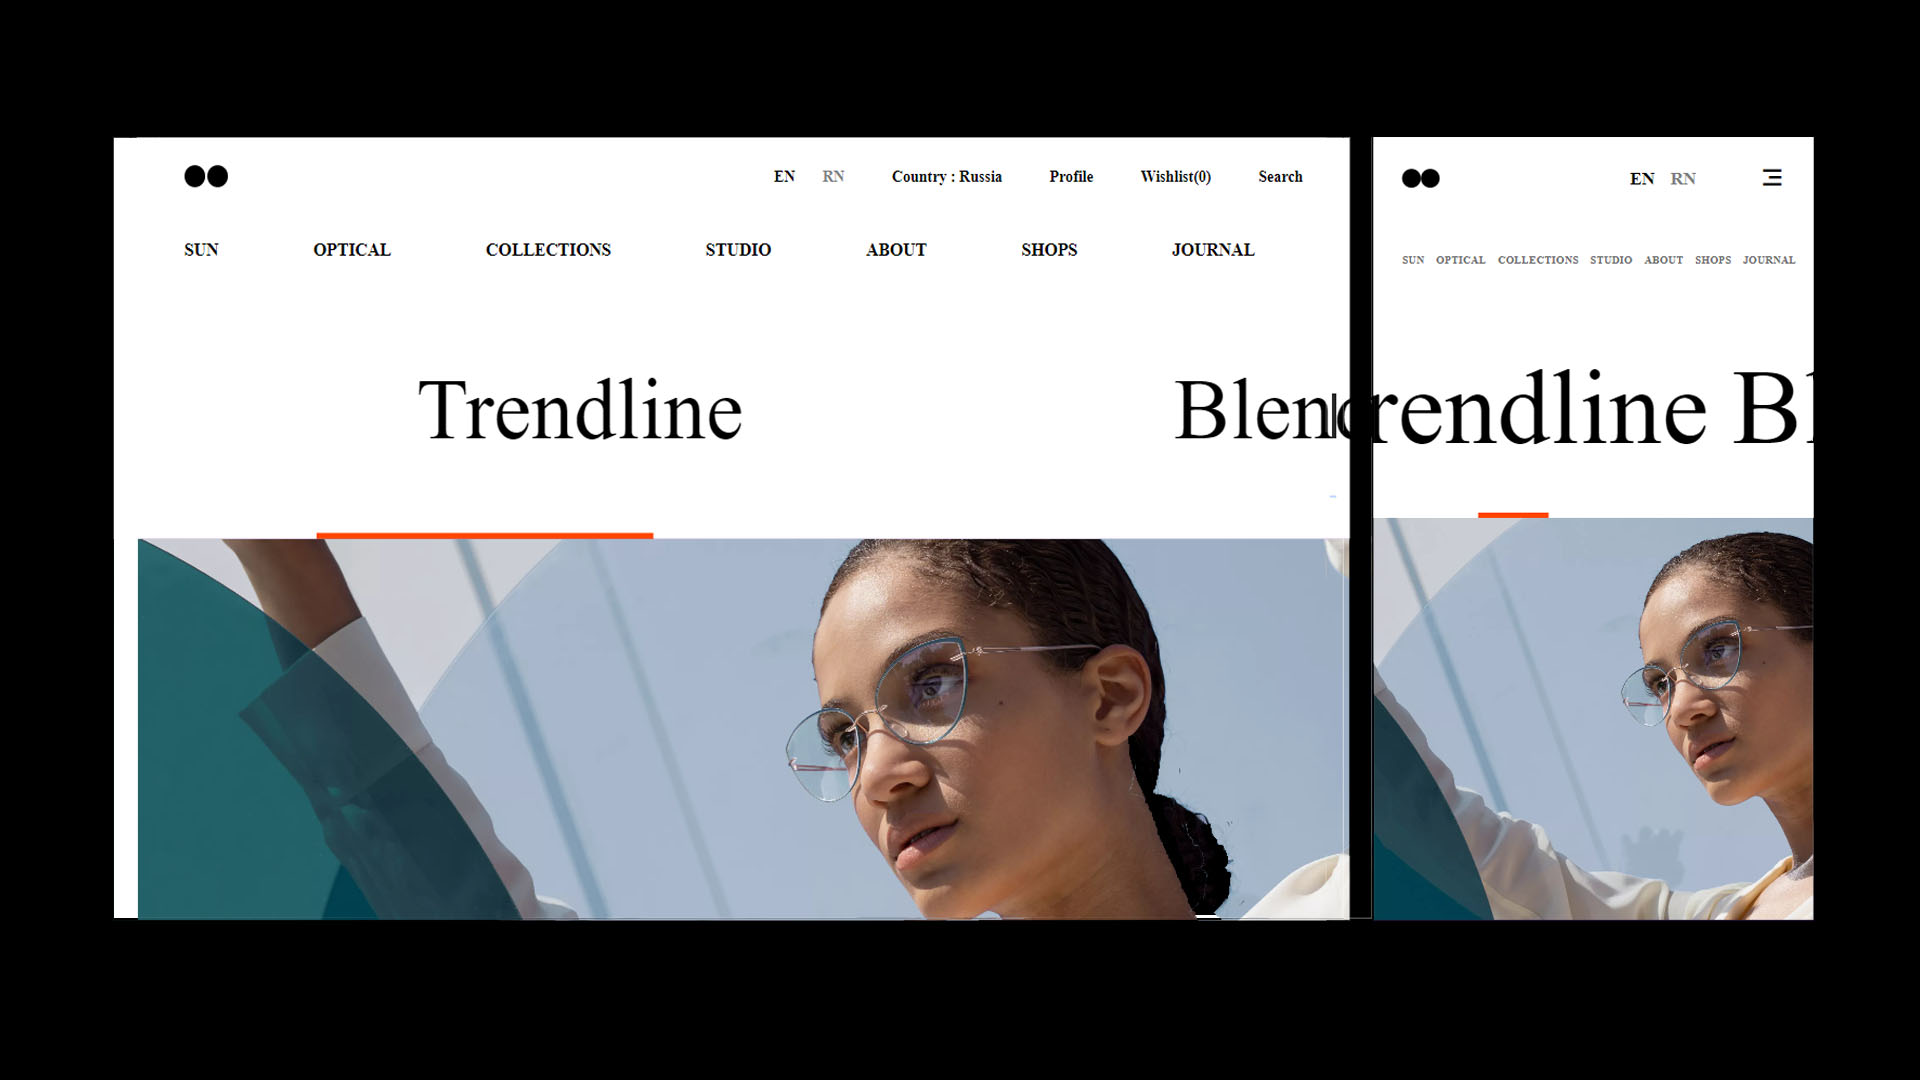 EN RN Country : Russia Profile Wishlist(0) Search
SUN OPTICAL COLLECTIONS STUDIO ABOUT SHOPS JOURNAL
Trendline Blend
EN RN
SUN OPTICAL COLLECTIONS STUDIO ABOUT SHOPS JOURNAL
rendline Bl